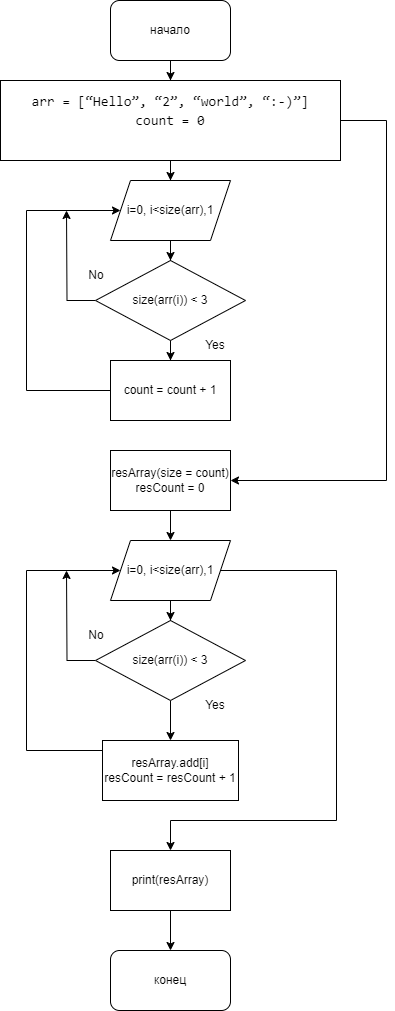 начало
arr = [“Hello”, “2”, “world”, “:-)”]
count = 0
i=0, i<size(arr),1
No
size(arr(i)) < 3
Yes
count = count + 1
resArray(size = count)
resCount = 0
i=0, i<size(arr),1
No
size(arr(i)) < 3
Yes
resArray.add[i]
resCount = resCount + 1
print(resArray)
конец